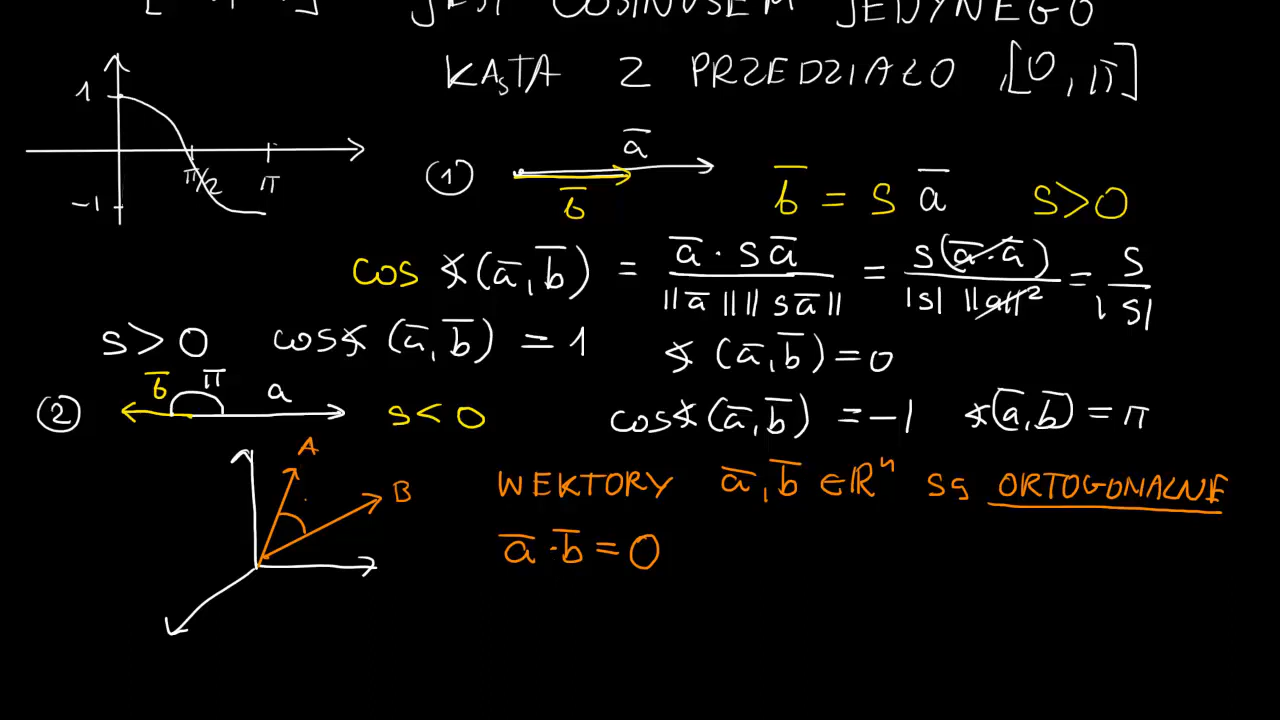 JEST COSINUSEM JEDYNEGO
KĄTA Z PRZEDZIAŁO [0, π]
1
-1
π/2
π
① a̅
b̅
b̅ = s a̅ s>0
cos ∢(a̅, b̅) = a̅ · s a̅ / ||a̅|| ||s a̅|| = s(a̅ · a̅) / |s| ||a||² = s / |s|
s > 0 cos∢ (a̅, b̅) = 1 ∢ (a̅, b̅) = 0
② b̅ π a s < 0 cos∢(a̅, b̅) = -1 ∢(a̅, b̅) = π
A
B
WEKTORY a̅, b̅ ∈ ℝⁿ Są ORTOGONALNE
a̅ · b̅ = 0